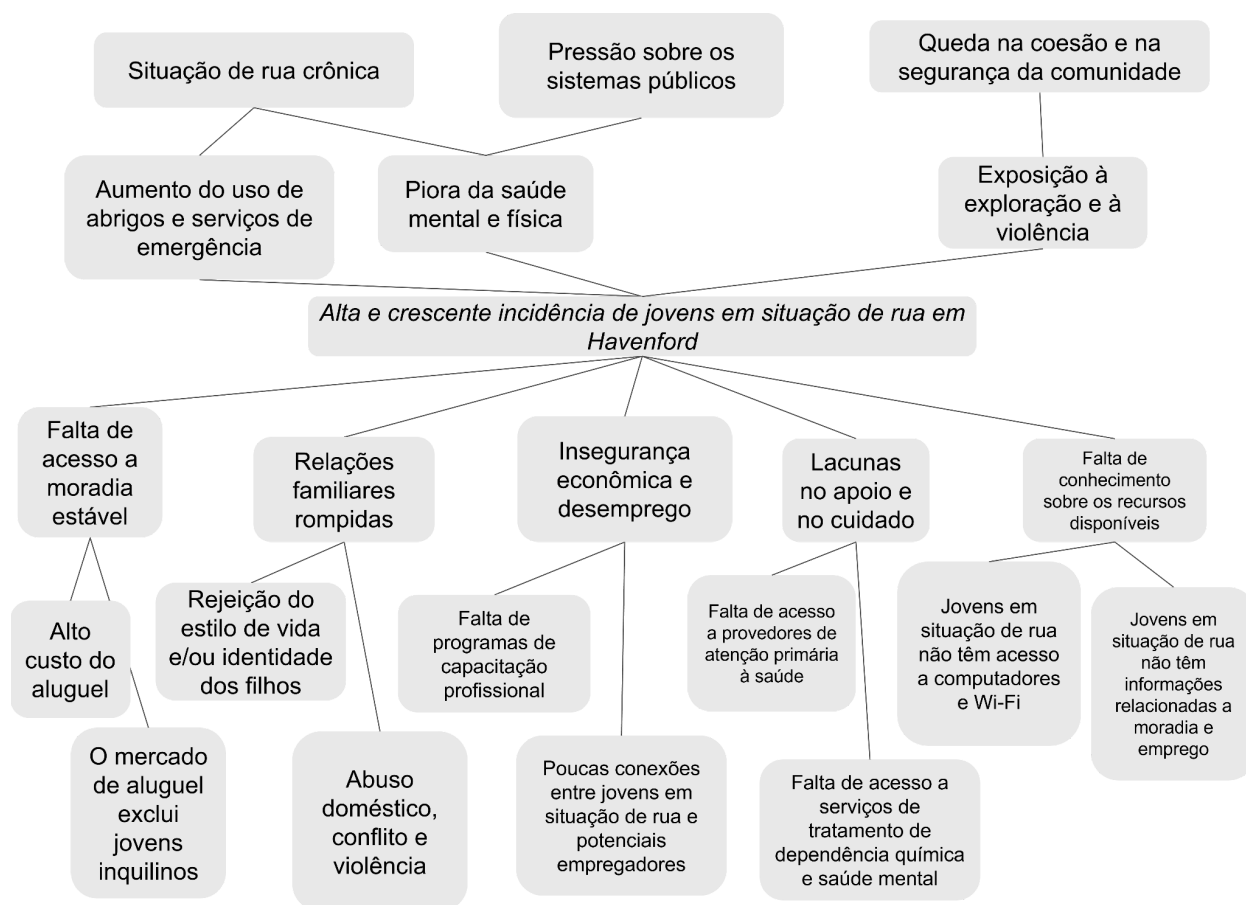 Situação de rua crônica
Pressão sobre os
sistemas públicos
Queda na coesão e na
segurança da comunidade
Aumento do uso de
abrigos e serviços de
emergência
Piora da saúde
mental e física
Exposição à
exploração e à
violência
Alta e crescente incidência de jovens em situação de rua em
Havenford
Falta de
acesso a
moradia
estável
Relações
familiares
rompidas
Insegurança
econômica e
desemprego
Lacunas
no apoio e
no cuidado
Falta de
conhecimento
sobre os recursos
disponíveis
Alto
custo do
aluguel
Rejeição do
estilo de vida
e/ou identidade
dos filhos
Falta de
programas de
capacitação
profissional
Falta de acesso
a provedores de
atenção primária
à saúde
Jovens em
situação de rua
não têm acesso
a computadores
e Wi-Fi
Jovens em
situação de rua
não têm
informações
relacionadas a
moradia e
emprego
O mercado
de aluguel
exclui
jovens
inquilinos
Abuso
doméstico,
conflito e
violência
Poucas conexões
entre jovens em
situação de rua e
potenciais
empregadores
Falta de acesso a
serviços de
tratamento de
dependência química
e saúde mental